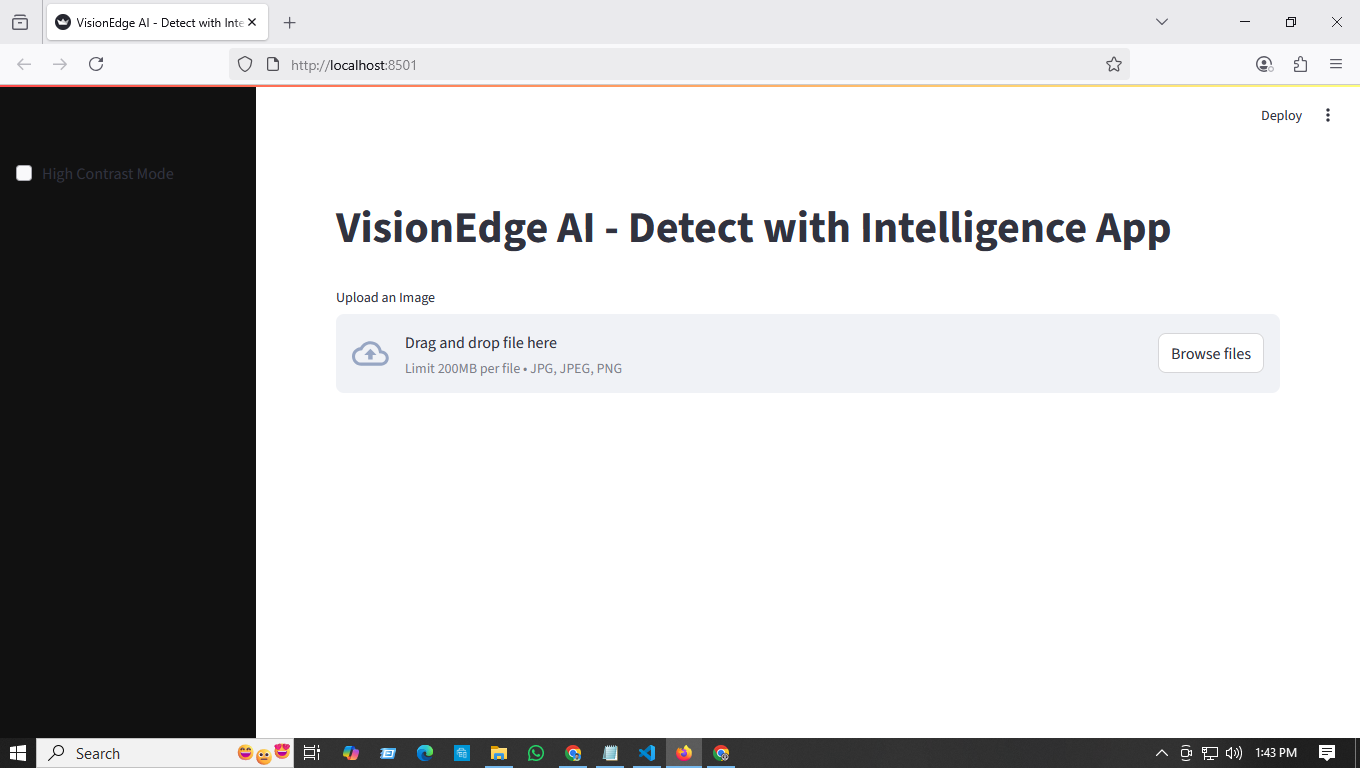 VisionEdge AI - Detect with Inte
http://localhost:8501
Deploy
High Contrast Mode
VisionEdge AI - Detect with Intelligence App
Upload an Image
Drag and drop file here
Limit 200MB per file • JPG, JPEG, PNG
Browse files
Search
1:43 PM